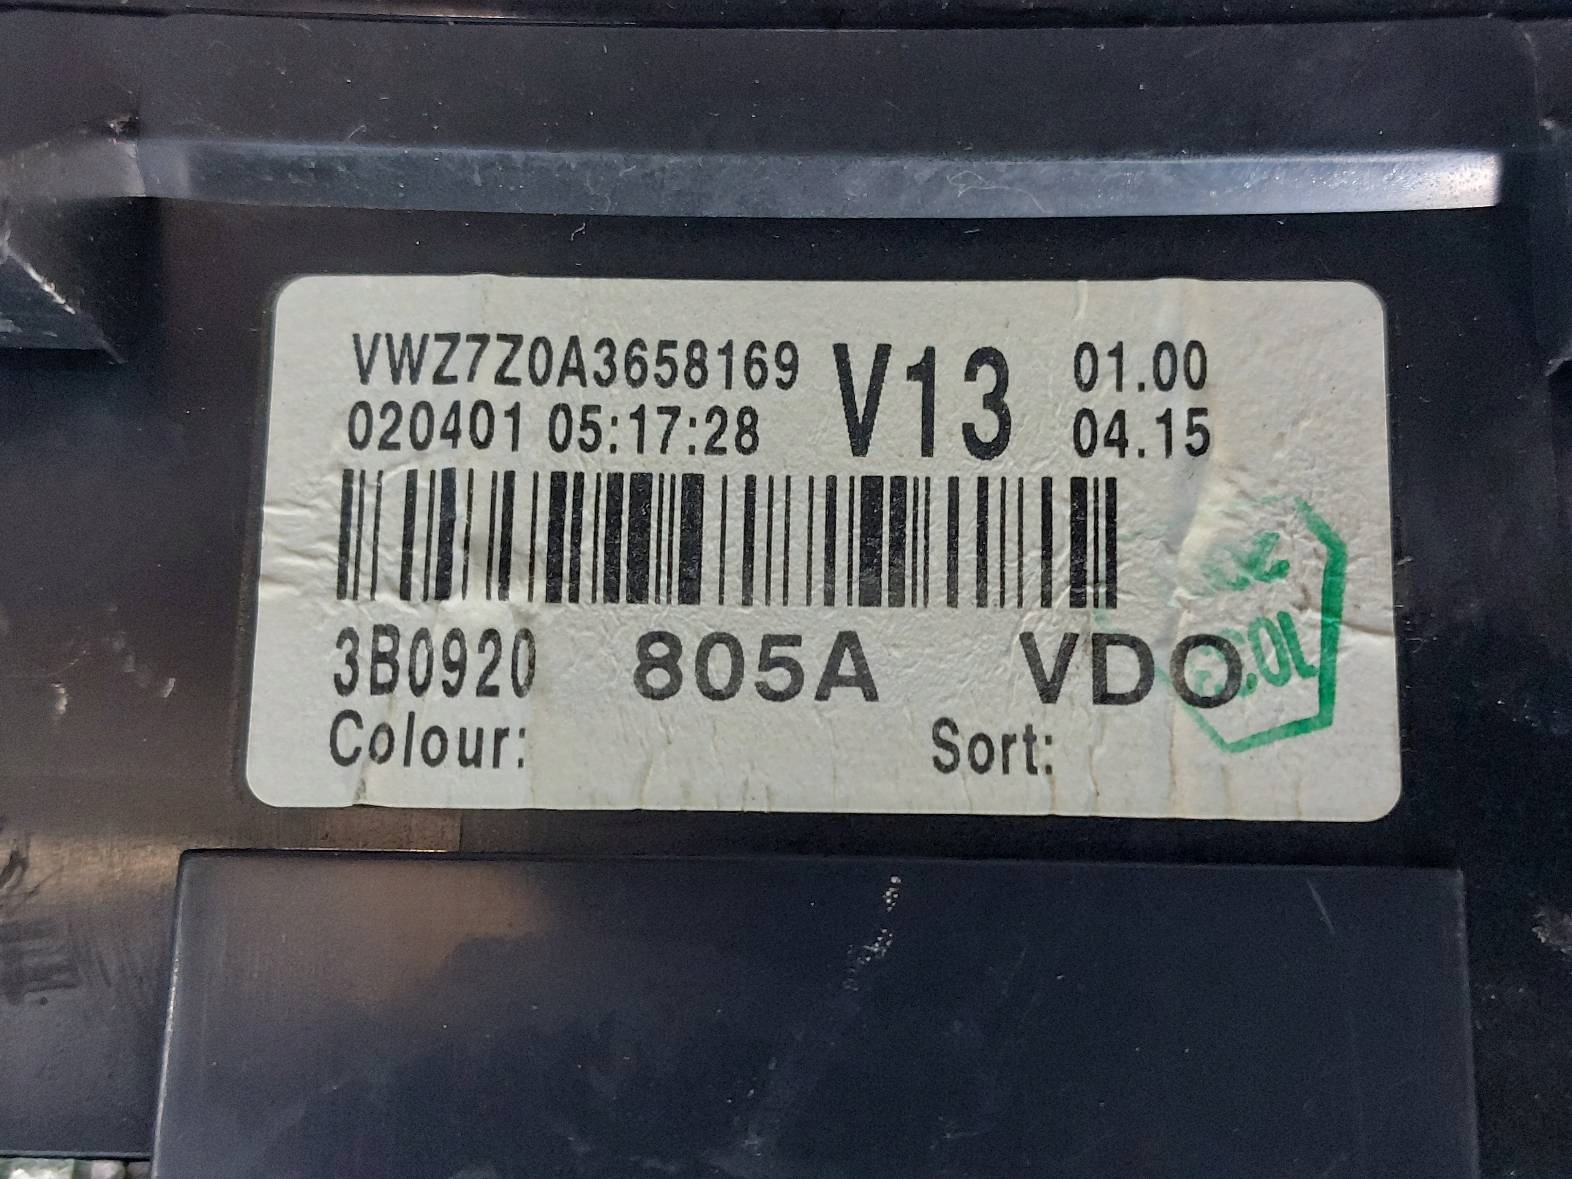 VWZ7Z0A3658169 V13 01.00
020401 05:17:28 04.15
3B0920 805A VDO
Colour: Sort: